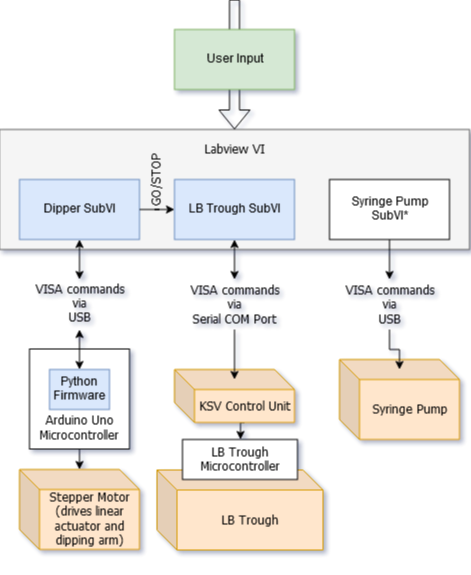 User Input
Labview VI
GO/STOP
Dipper SubVI
LB Trough SubVI
Syringe Pump
SubVI*
VISA commands
via
USB
VISA commands
via
Serial COM Port
VISA commands
via
USB
Python
Firmware
Arduino Uno
Microcontroller
KSV Control Unit
Syringe Pump
LB Trough
Microcontroller
Stepper Motor
(drives linear
actuator and
dipping arm)
LB Trough